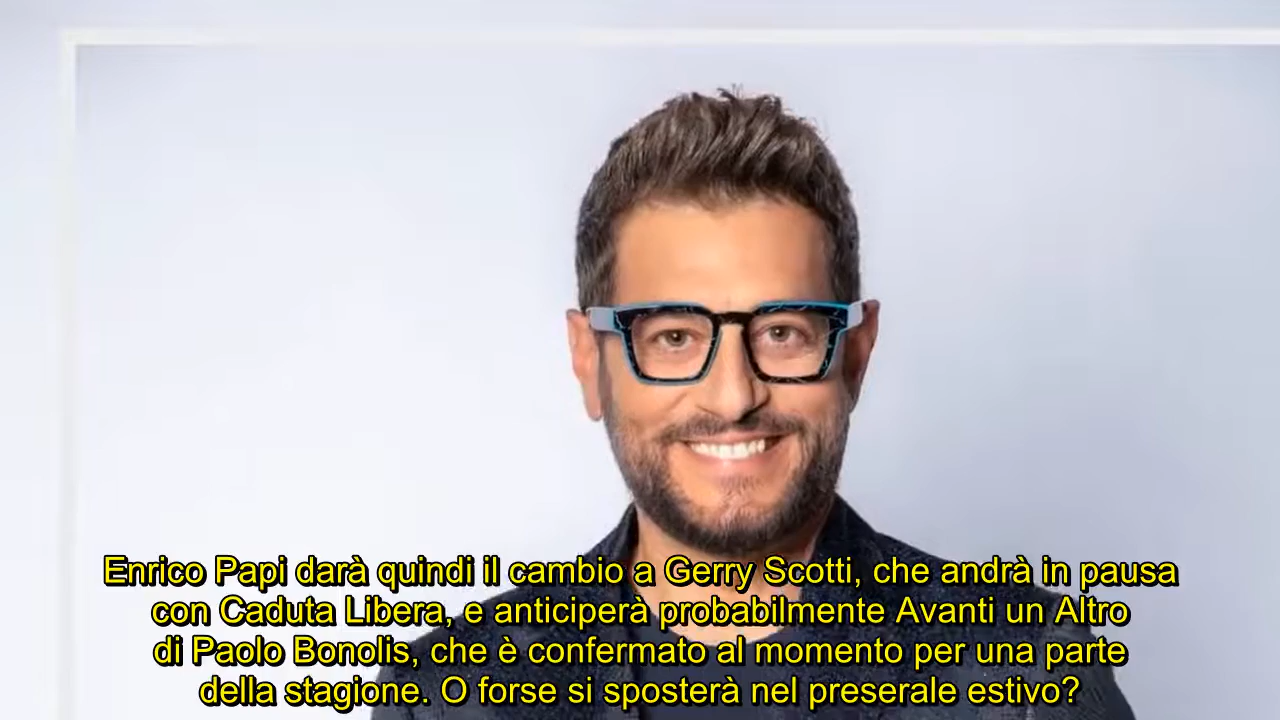 Enrico Papi darà quindi il cambio a Gerry Scotti, che andrà in pausa
con Caduta Libera, e anticiperà probabilmente Avanti un Altro
di Paolo Bonolis, che è confermato al momento per una parte
della stagione. O forse si sposterà nel preserale estivo?